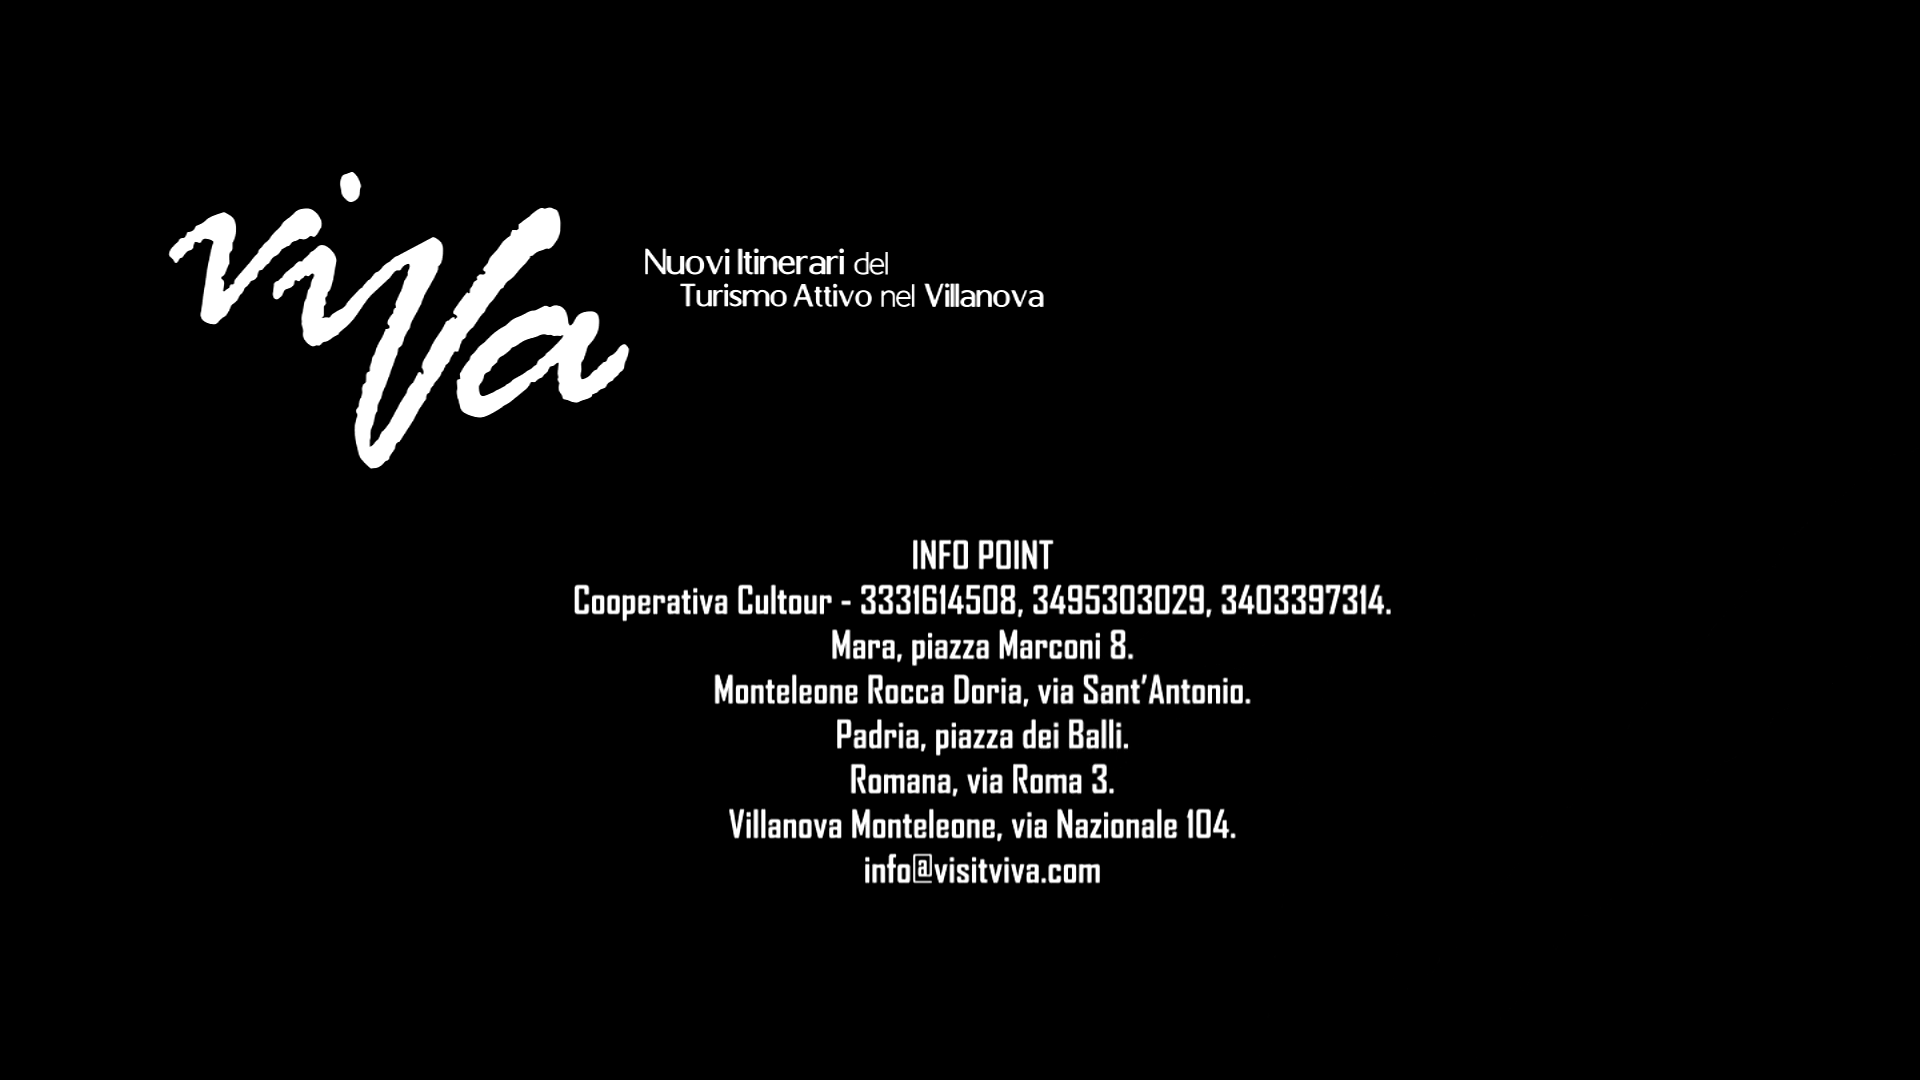 viva
Nuovi Itinerari del
Turismo Attivo nel Villanova
INFO POINT
Cooperativa Cultour - 3331614508, 3495303029, 3403397314.
Mara, piazza Marconi 8.
Monteleone Rocca Doria, via Sant'Antonio.
Padria, piazza dei Balli.
Romana, via Roma 3.
Villanova Monteleone, via Nazionale 104.
info@visitviva.com